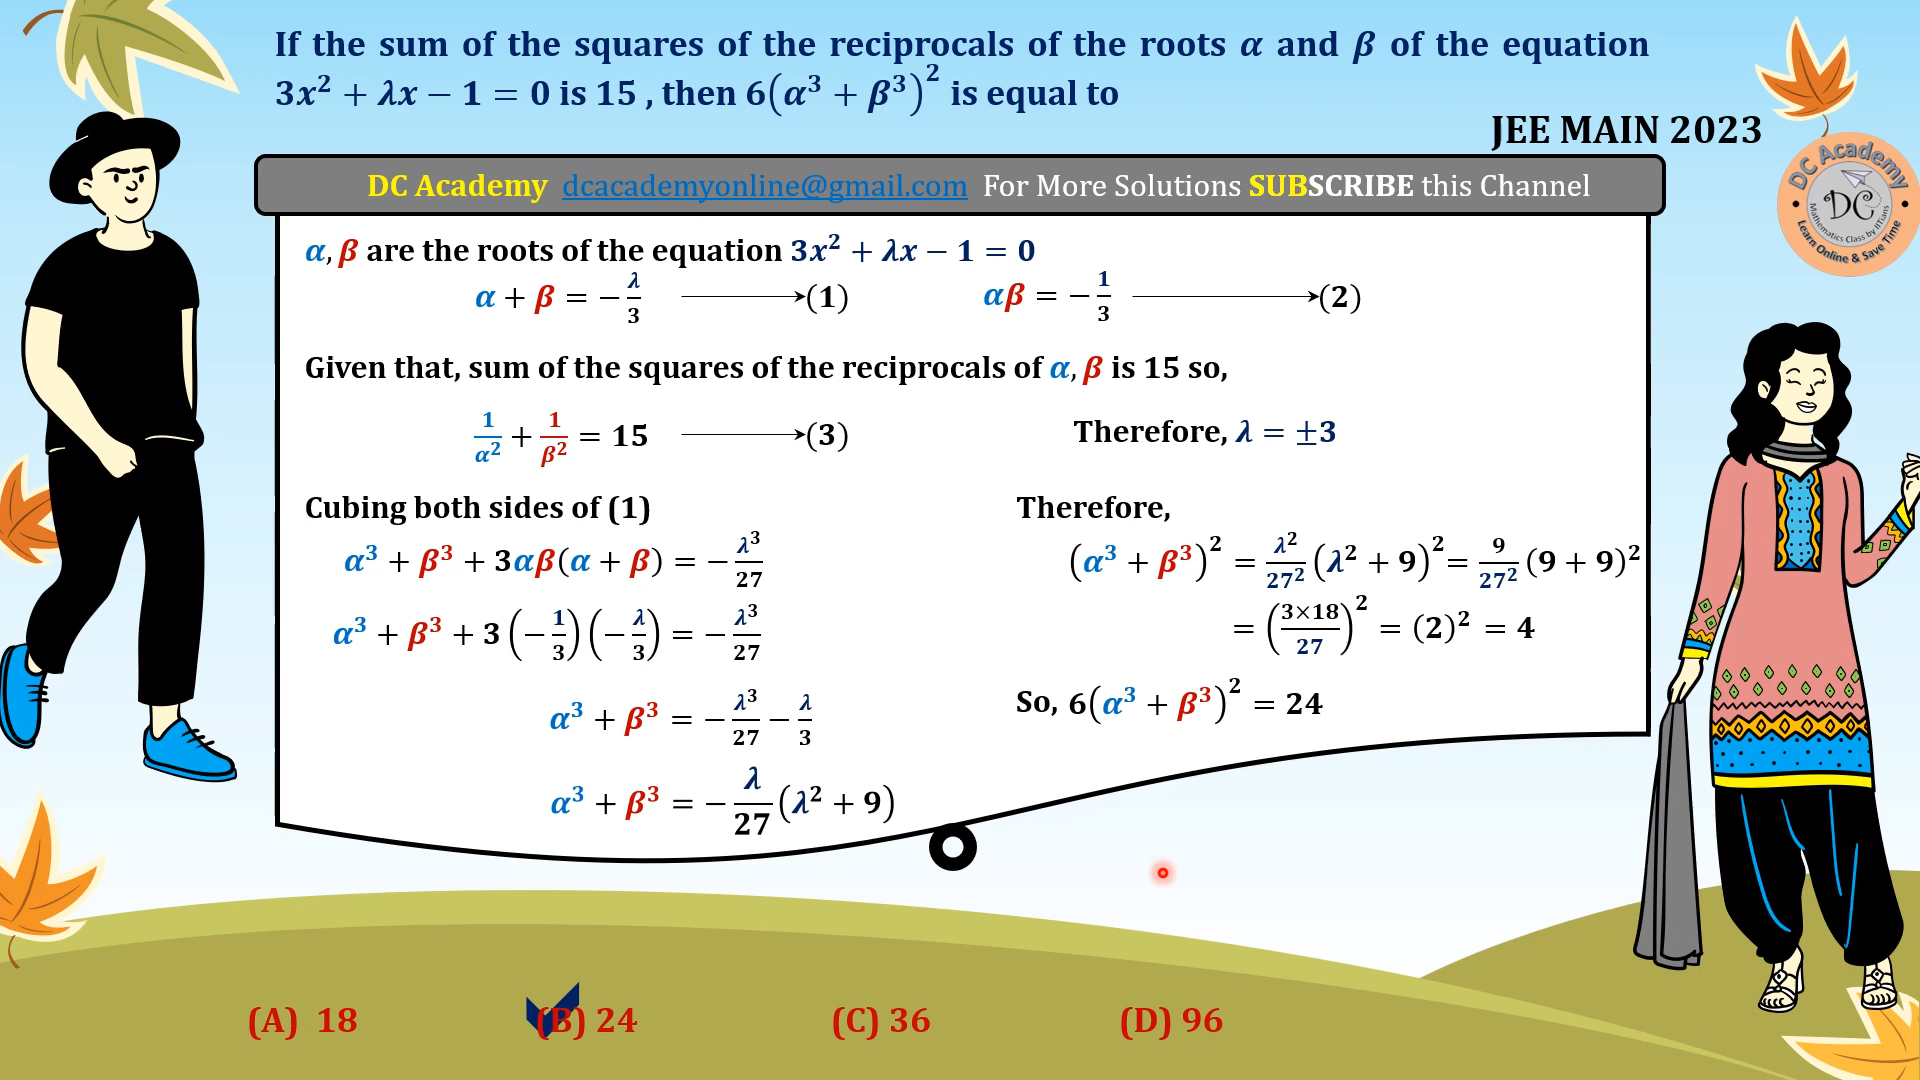 If the sum of the squares of the reciprocals of the roots α and β of the equation
3x² + λx − 1 = 0 is 15 , then 6(α³ + β³)² is equal to
JEE MAIN 2023
DC Academy dcacademyonline@gmail.com For More Solutions SUBSCRIBE this Channel
DC Academy
DC
Mathematics Class by IITians
Learn Online & Save Time
α, β are the roots of the equation 3x² + λx − 1 = 0
α + β = −λ/3 ⟶(1) αβ = −1/3 ⟶(2)
Given that, sum of the squares of the reciprocals of α, β is 15 so,
1/α² + 1/β² = 15 ⟶(3)
Therefore, λ = ±3
Cubing both sides of (1)
α³ + β³ + 3αβ(α + β) = −λ³/27
α³ + β³ + 3(−1/3)(−λ/3) = −λ³/27
α³ + β³ = −λ³/27 − λ/3
α³ + β³ = −λ/27(λ² + 9)
Therefore,
(α³ + β³)² = λ²/27²(λ² + 9)² = 9/27²(9 + 9)²
= (3×18/27)² = (2)² = 4
So, 6(α³ + β³)² = 24
(A) 18 (B) 24 (C) 36 (D) 96